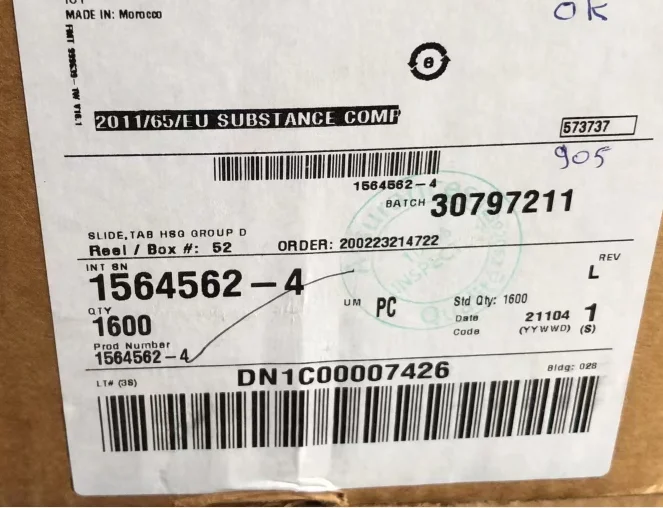 MADE IN: Morocco
OK
e
2011/65/EU SUBSTANCE COMP
573737
905
1564562-4
BATCH 30797211
SLIDE,TAB HSG GROUP D
Reel / Box #: 52 ORDER: 200223214722
INT SN
1564562-4
REV
L
QTY
1600
UM PC
Std Qty: 1600
Date Code 21104 (YYWWD) 1 (S)
Prod Number
1564562-4
LT# (3S)
DN1C00007426
Bldg: 028